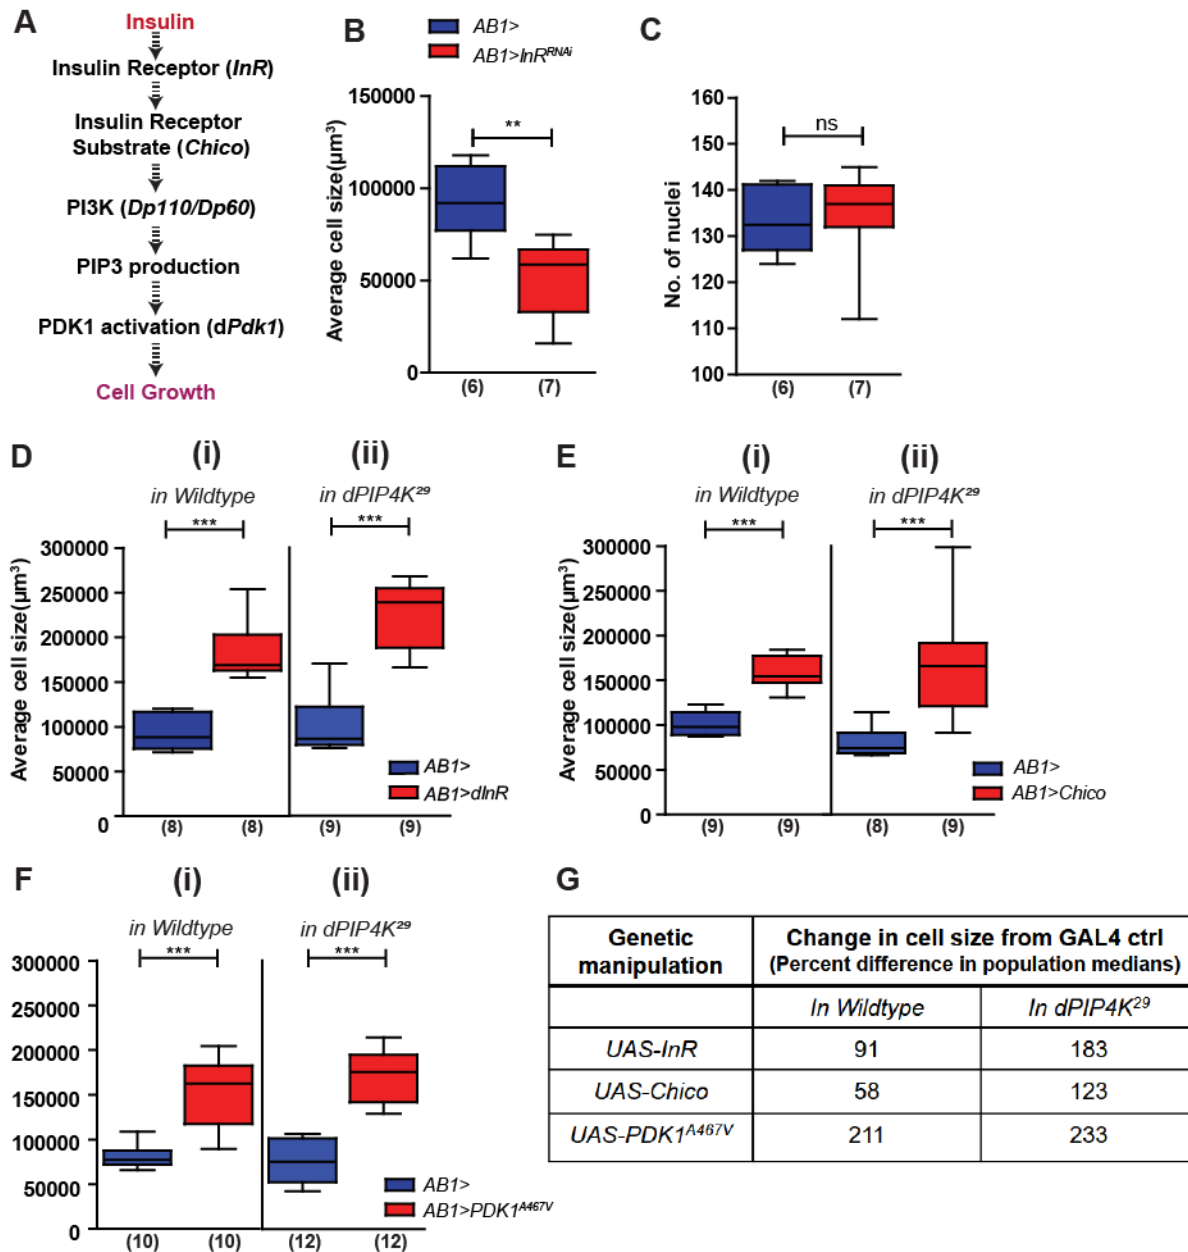 A
Insulin
Insulin Receptor (InR)
Insulin Receptor
Substrate (Chico)
PI3K (Dp110/Dp60)
PIP3 production
PDK1 activation (dPdk1)
Cell Growth
B
AB1>
AB1>InR^RNAi
Average cell size(µm³)
150000
100000
50000
0
**
(6)
(7)
C
No. of nuclei
160
150
140
130
120
110
100
ns
(6)
(7)
D
(i)
(ii)
in Wildtype
in dPIP4K²⁹
***
***
Average cell size(µm³)
300000
250000
200000
150000
100000
50000
0
AB1>
AB1>dInR
(8)
(8)
(9)
(9)
E
(i)
(ii)
in Wildtype
in dPIP4K²⁹
***
***
Average cell size(µm³)
300000
200000
150000
100000
50000
0
AB1>
AB1>Chico
(9)
(9)
(8)
(9)
F
(i)
(ii)
in Wildtype
in dPIP4K²⁹
***
***
300000
200000
150000
100000
50000
0
AB1>
AB1>PDK1^A467V
(10)
(10)
(12)
(12)
G
Genetic
manipulation
Change in cell size from GAL4 ctrl
(Percent difference in population medians)
In Wildtype In dPIP4K²⁹
UAS-InR 91 183
UAS-Chico 58 123
UAS-PDK1^A467V 211 233